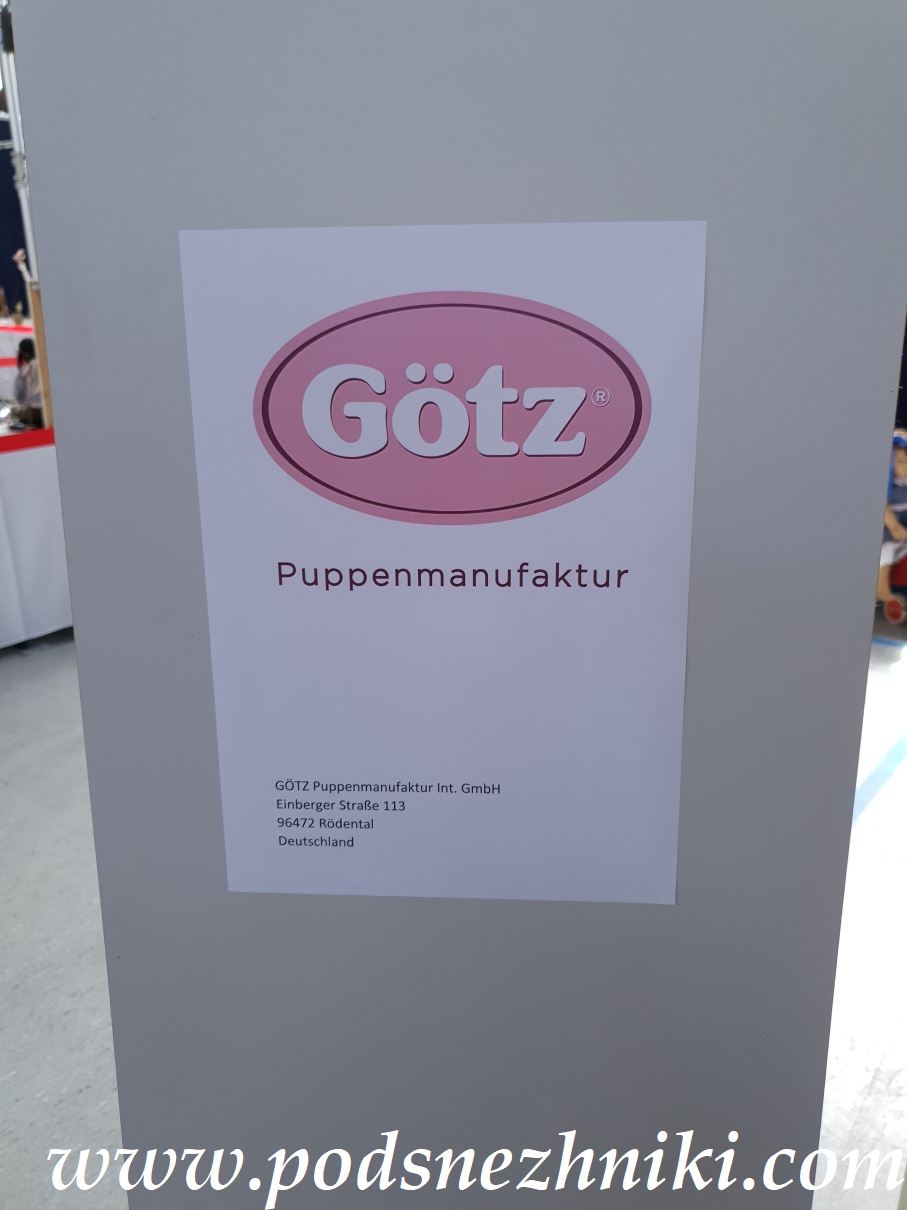 Götz®
Puppenmanufaktur
GÖTZ Puppenmanufaktur Int. GmbH
Einberger Straße 113
96472 Rödental
Deutschland
www.podsnezhniki.com